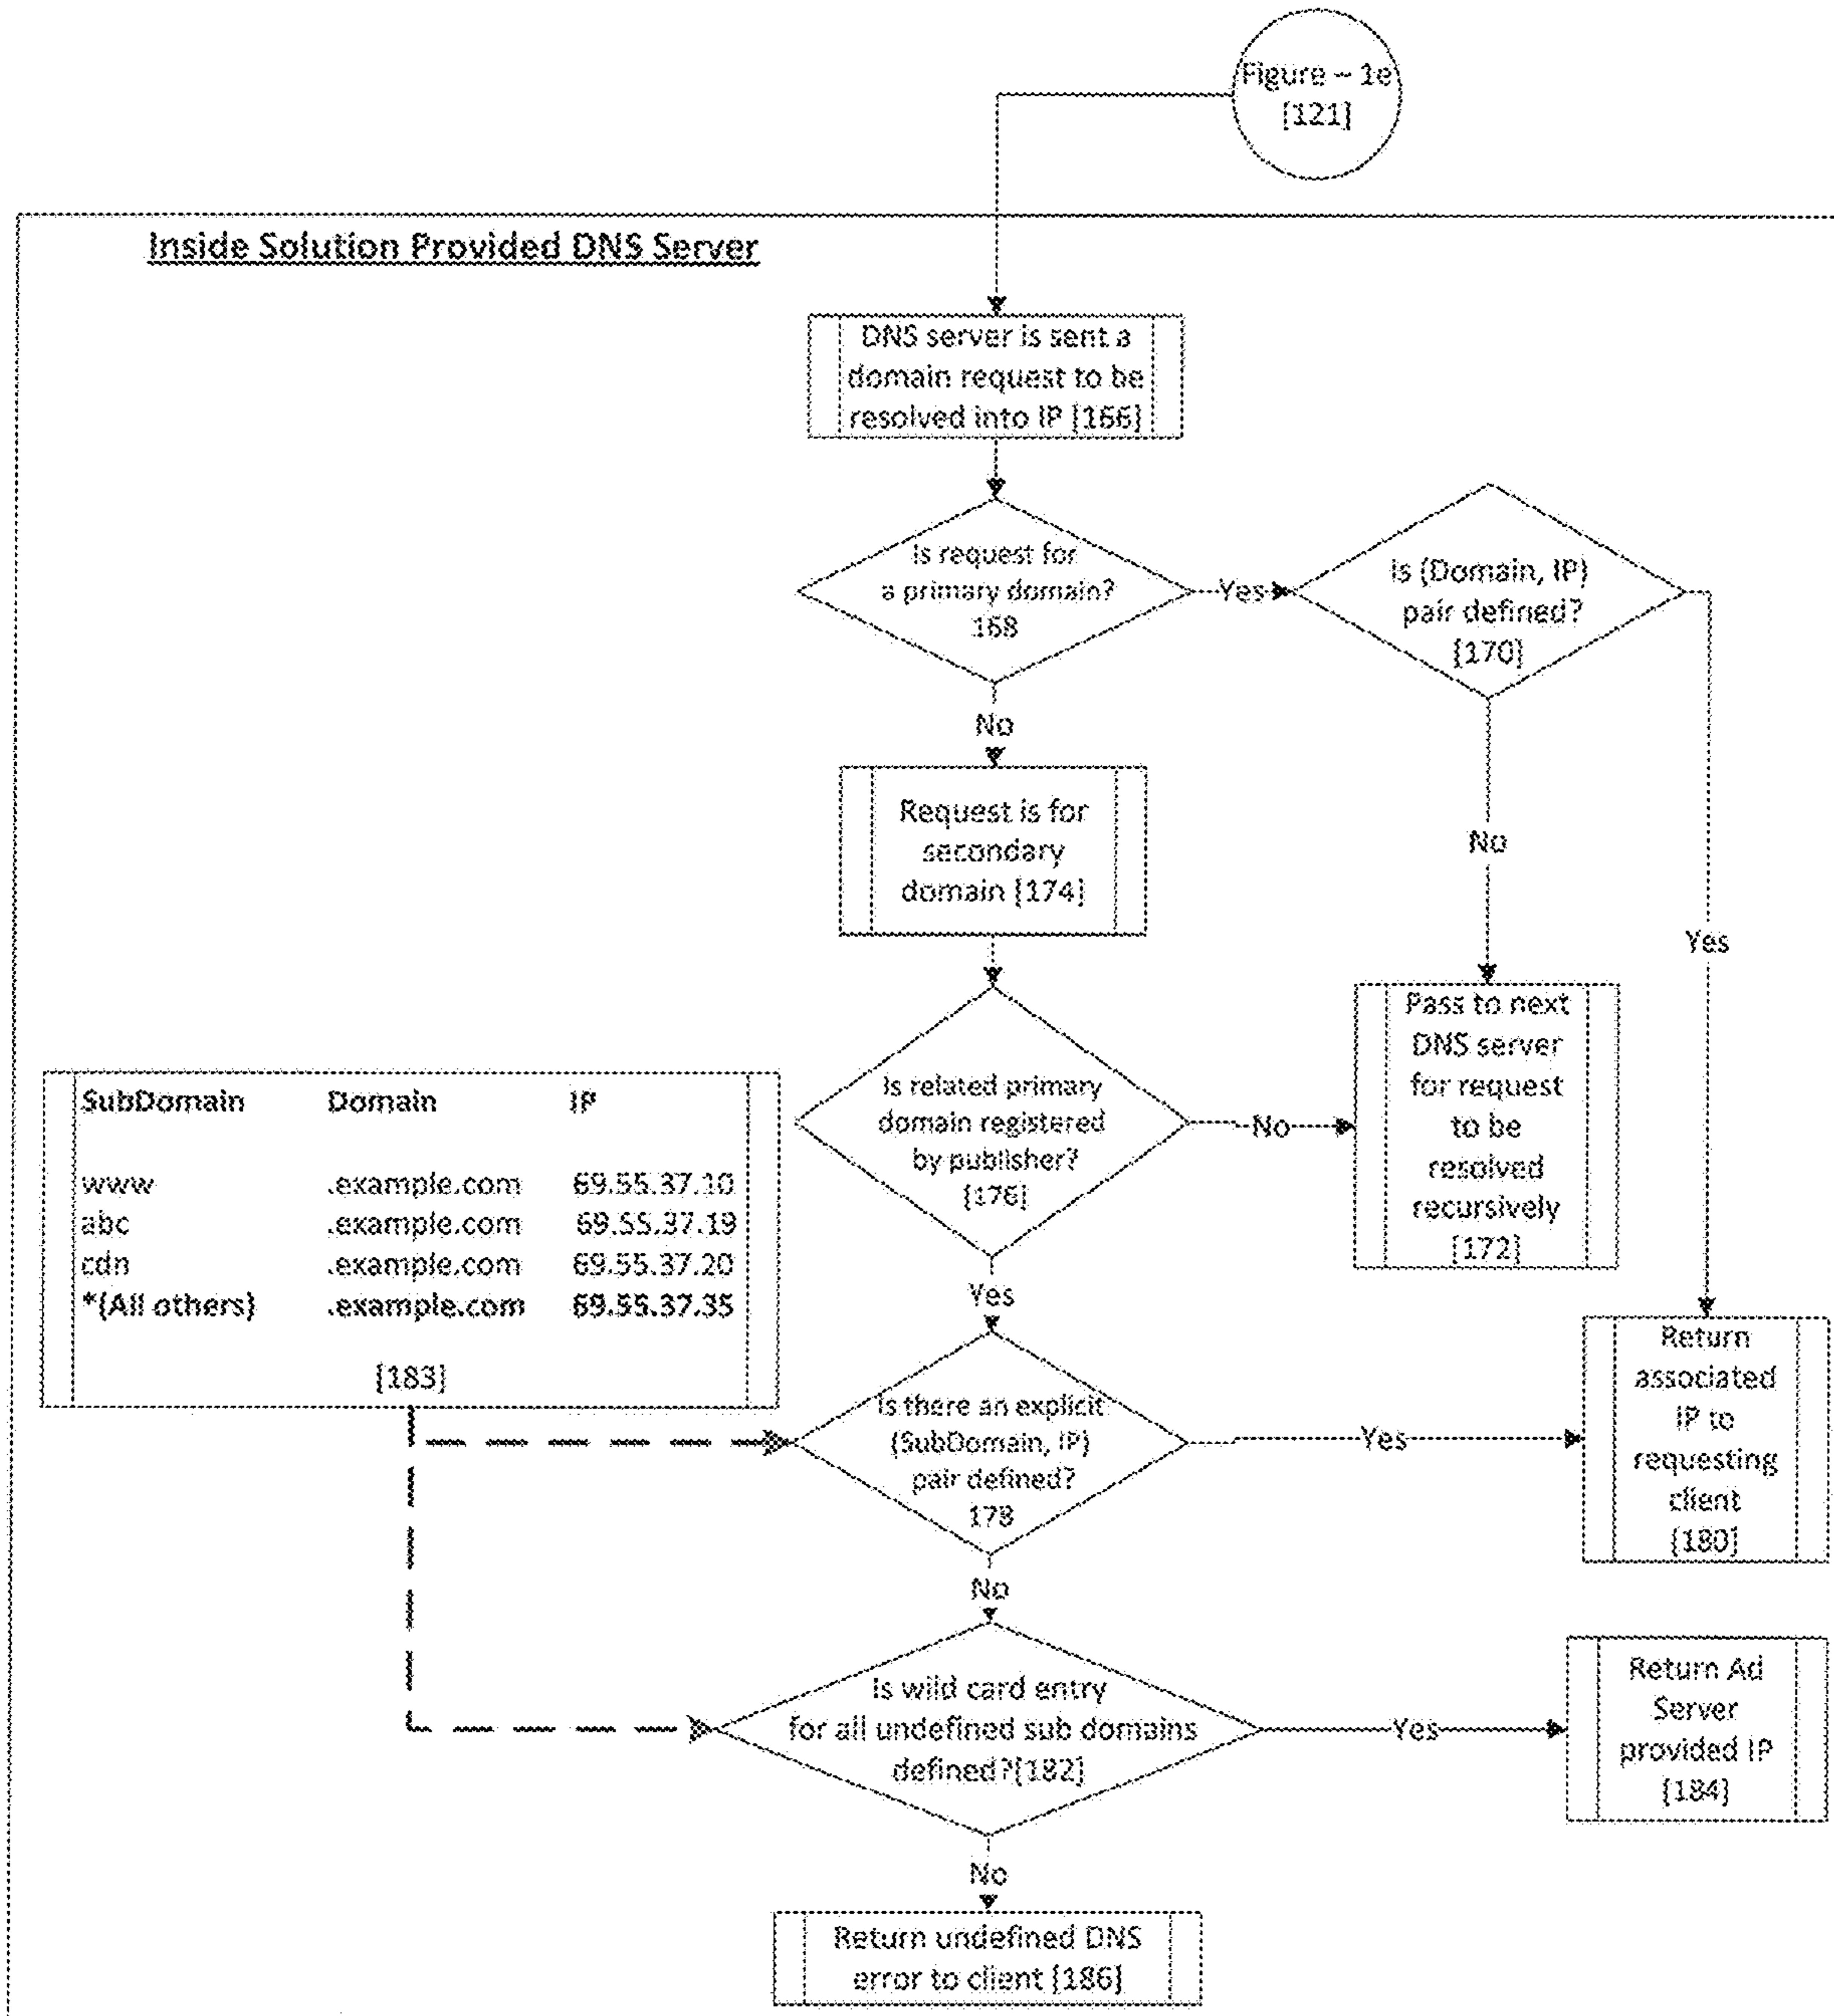 Figure – 1e
[121]
Inside Solution Provided DNS Server
DNS server is sent a
domain request to be
resolved into IP [166]
Is request for
a primary domain?
168
Yes
Is (Domain, IP)
pair defined?
[170]
No
No
Yes
Request is for
secondary
domain [174]
Pass to next
DNS server
for request
to be
resolved
recursively
[172]
Is related primary
domain registered
by publisher?
[176]
No
SubDomain Domain IP
www .example.com 69.55.37.10
abc .example.com 69.55.37.19
cdn .example.com 69.55.37.20
*(All others) .example.com 69.55.37.35
[183]
Yes
Is there an explicit
(SubDomain, IP)
pair defined?
178
Yes
Return
associated
IP to
requesting
client
[180]
No
Is wild card entry
for all undefined sub domains
defined?[182]
Yes
Return Ad
Server
provided IP
[184]
No
Return undefined DNS
error to client [186]